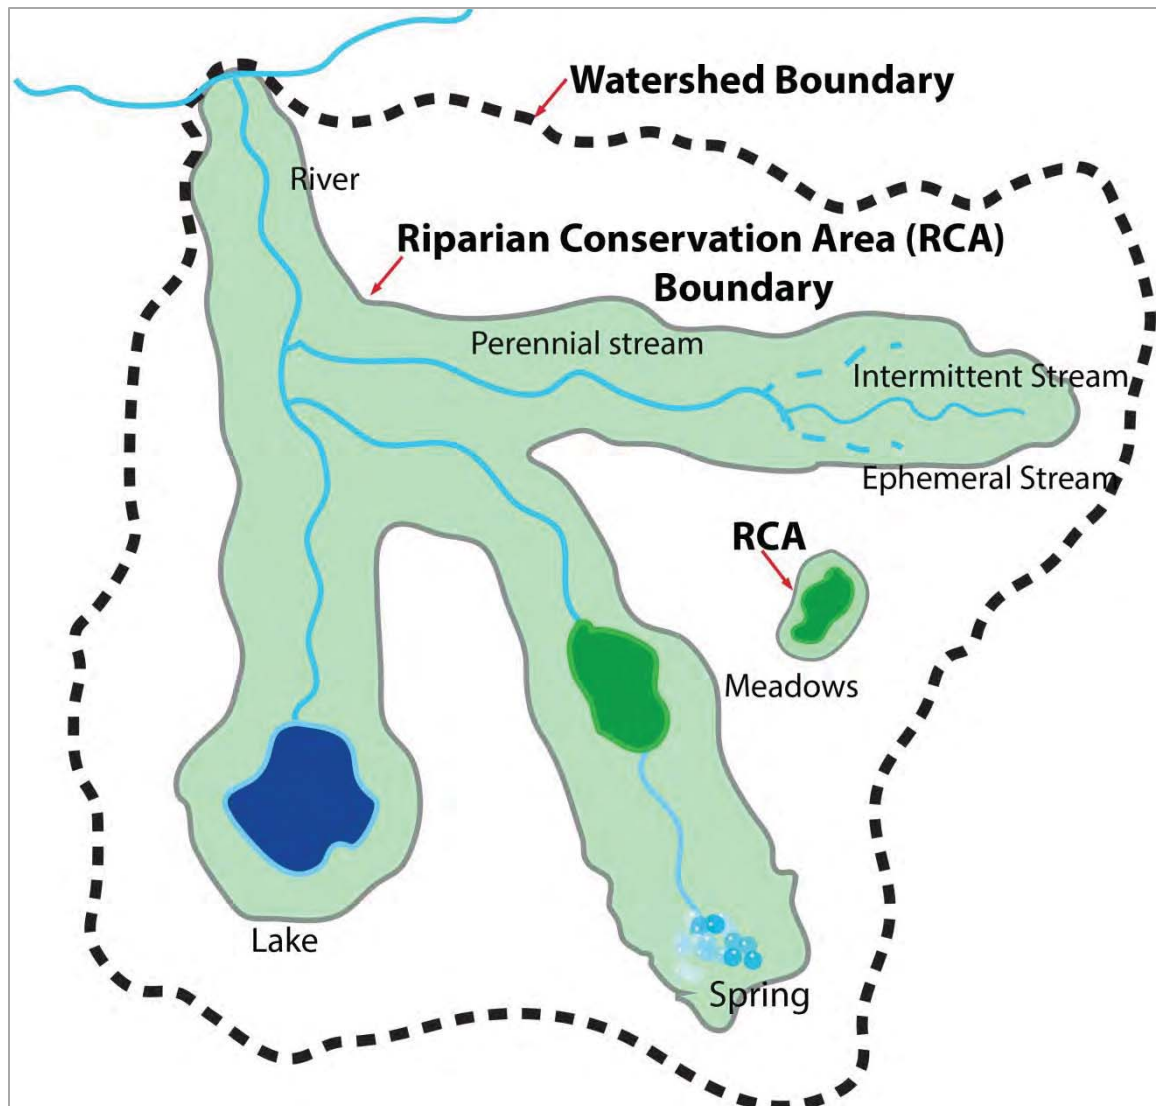 Watershed Boundary
River
Riparian Conservation Area (RCA)
Boundary
Perennial stream
Intermittent Stream
Ephemeral Stream
RCA
Meadows
Lake
Spring